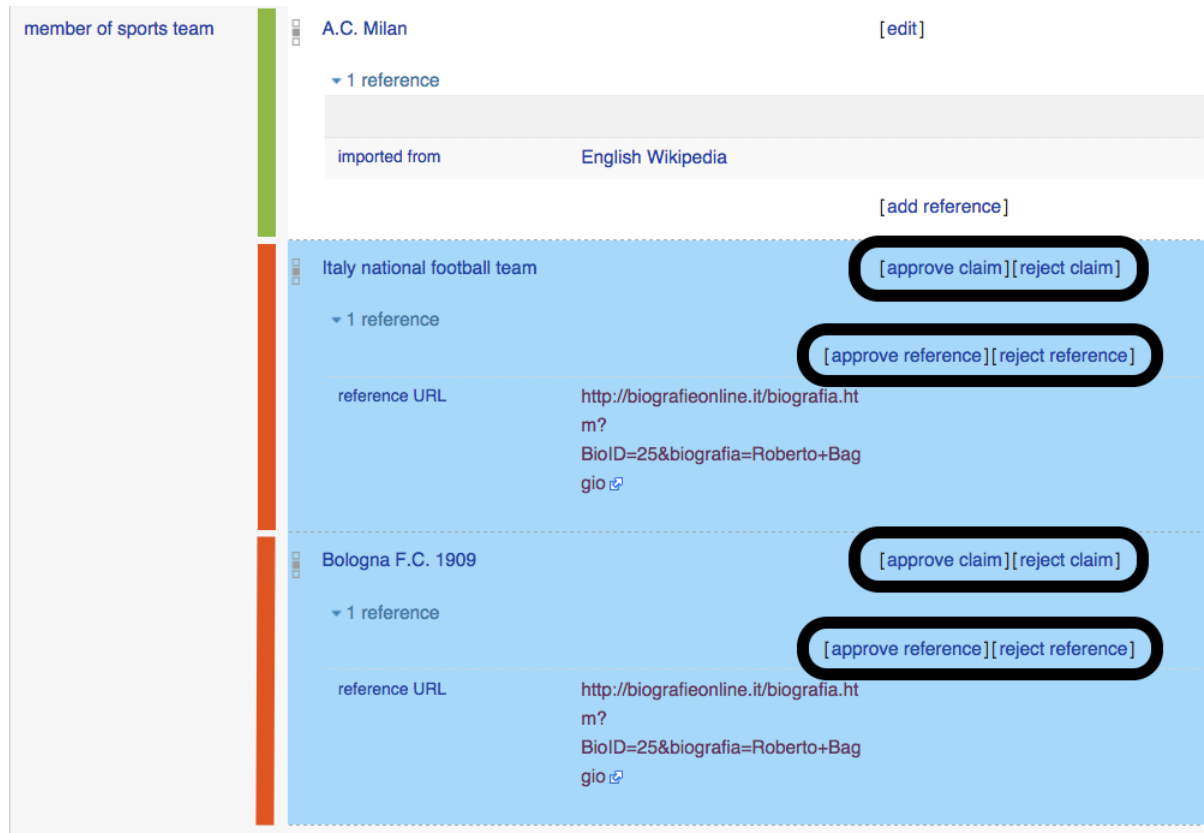 member of sports team
A.C. Milan
[edit]
1 reference
imported from
English Wikipedia
[add reference]
Italy national football team
[approve claim][reject claim]
1 reference
[approve reference][reject reference]
reference URL
http://biografieonline.it/biografia.ht
m?
BioID=25&biografia=Roberto+Bag
gio
Bologna F.C. 1909
[approve claim][reject claim]
1 reference
[approve reference][reject reference]
reference URL
http://biografieonline.it/biografia.ht
m?
BioID=25&biografia=Roberto+Bag
gio